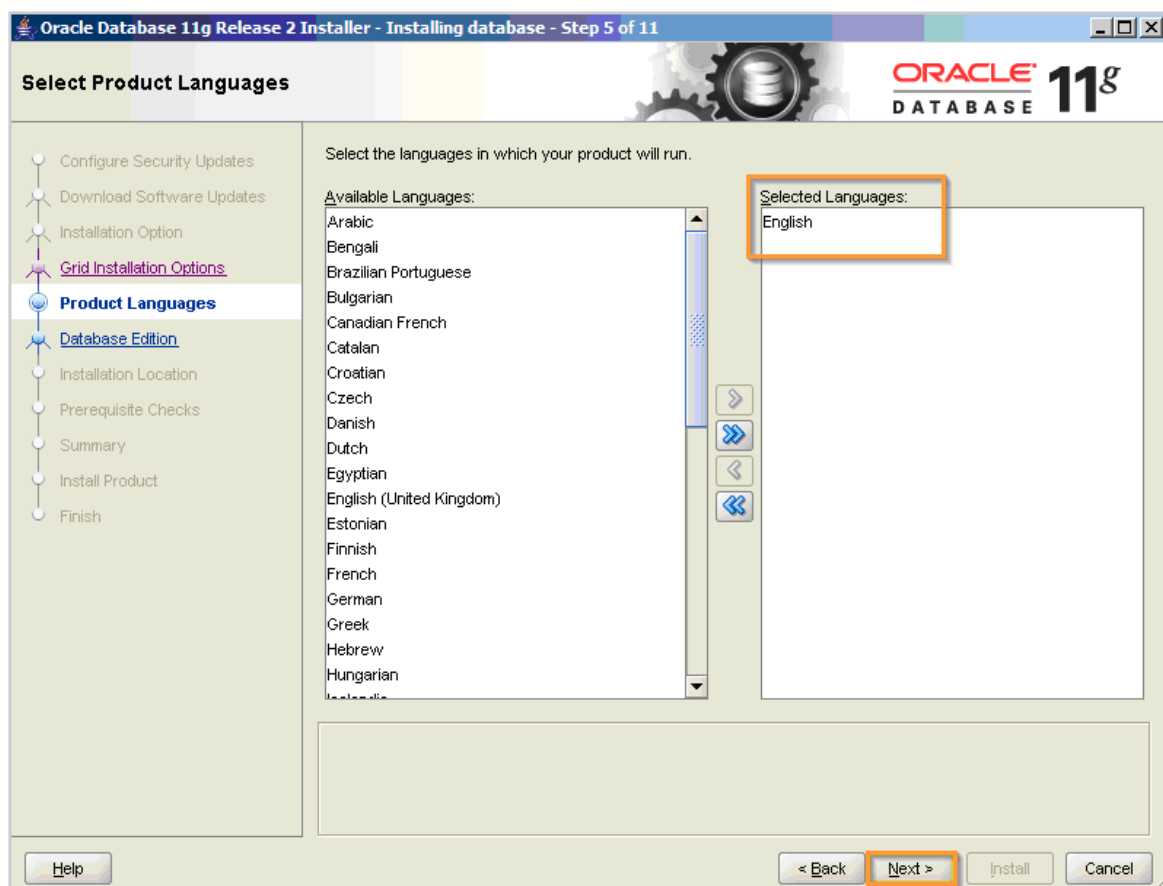 Oracle Database 11g Release 2 Installer - Installing database - Step 5 of 11
Select Product Languages
ORACLE
DATABASE
11g
Configure Security Updates
Download Software Updates
Installation Option
Grid Installation Options
Product Languages
Database Edition
Installation Location
Prerequisite Checks
Summary
Install Product
Finish
Select the languages in which your product will run.
Available Languages:
Arabic
Bengali
Brazilian Portuguese
Bulgarian
Canadian French
Catalan
Croatian
Czech
Danish
Dutch
Egyptian
English (United Kingdom)
Estonian
Finnish
French
German
Greek
Hebrew
Hungarian
Selected Languages:
English
Help
< Back
Next >
Install
Cancel